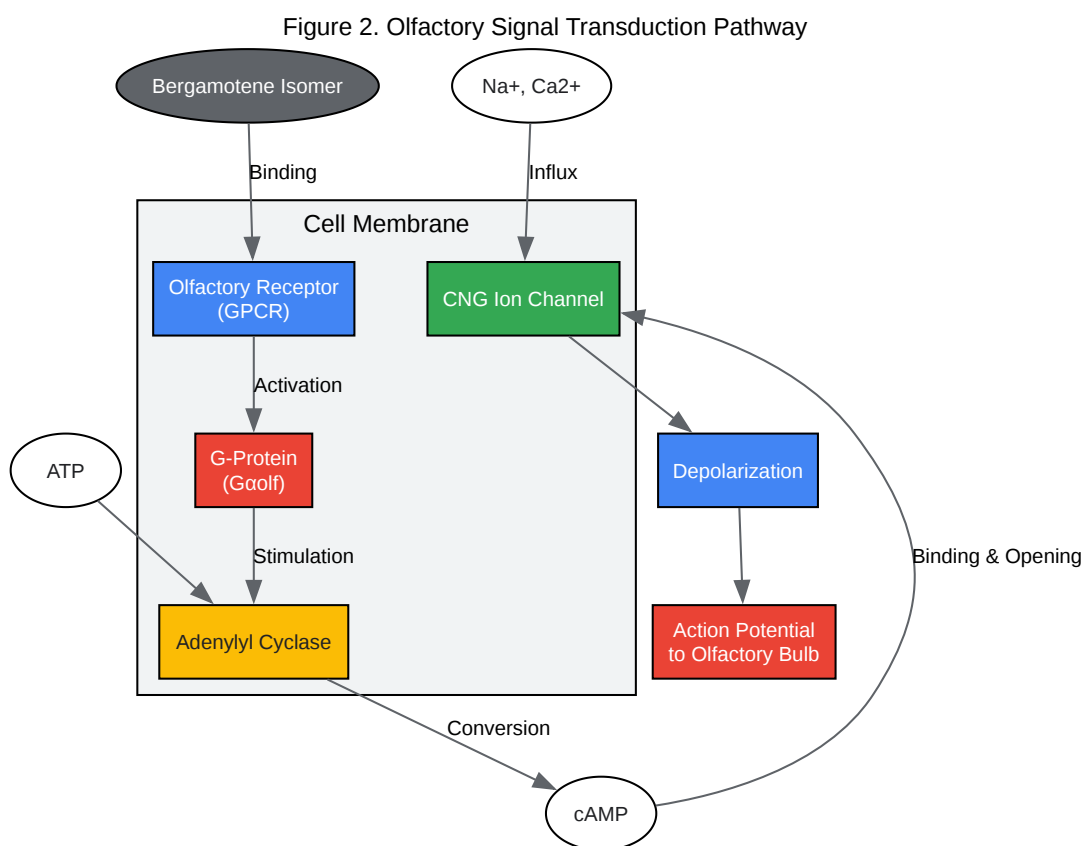 Figure 2. Olfactory Signal Transduction Pathway
Bergamotene Isomer
Na+, Ca2+
Binding
Influx
Cell Membrane
Olfactory Receptor
(GPCR)
CNG Ion Channel
Activation
ATP
G-Protein
(Gαolf)
Depolarization
Stimulation
Binding & Opening
Adenylyl Cyclase
Action Potential
to Olfactory Bulb
Conversion
cAMP